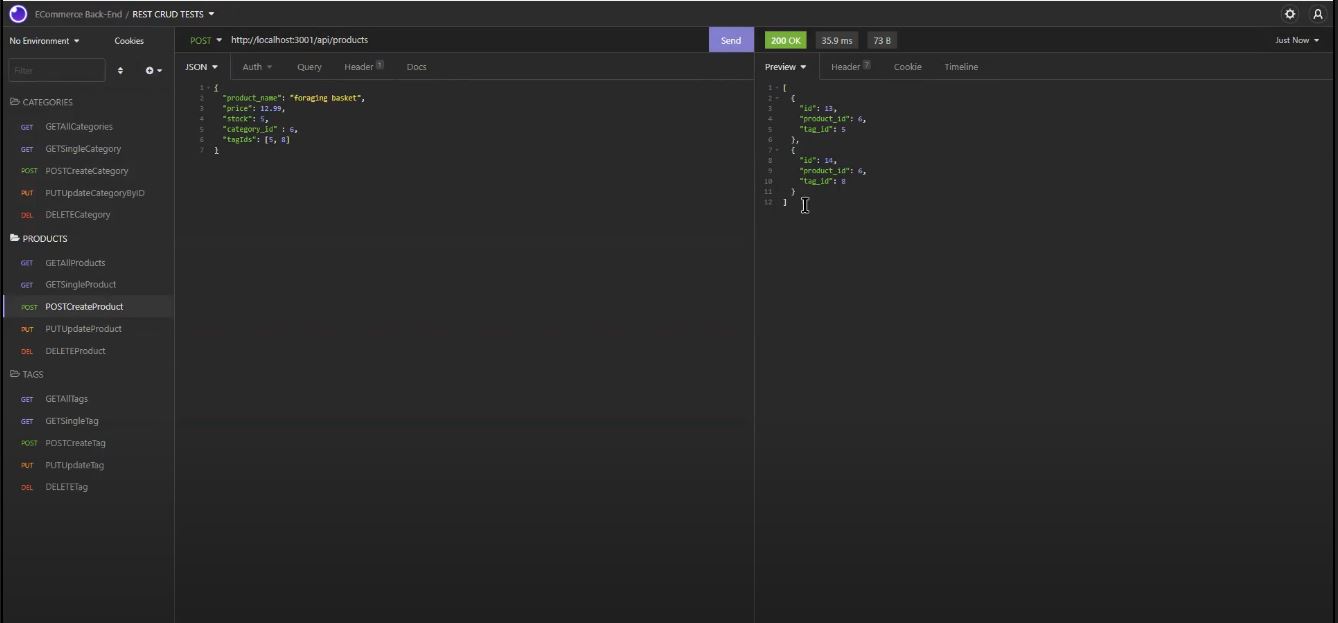 ECommerce Back-End / REST CRUD TESTS
No Environment
Cookies
Filter
CATEGORIES
GET GETAllCategories
GET GETSingleCategory
POST POSTCreateCategory
PUT PUTUpdateCategoryByID
DEL DELETECategory
PRODUCTS
GET GETAllProducts
GET GETSingleProduct
POST POSTCreateProduct
PUT PUTUpdateProduct
DEL DELETEProduct
TAGS
GET GETAllTags
GET GETSingleTag
POST POSTCreateTag
PUT PUTUpdateTag
DEL DELETETag
POST http://localhost:3001/api/products Send
JSON Auth Query Header 1 Docs
1 {
2 "product_name": "foraging basket",
3 "price": 12.99,
4 "stock": 5,
5 "category_id" : 6,
6 "tagIds": [5, 8]
7 }
200 OK 35.9 ms 73 B Just Now
Preview Header 7 Cookie Timeline
1 [
2 {
3 "id": 13,
4 "product_id": 6,
5 "tag_id": 5
6 },
7 {
8 "id": 14,
9 "product_id": 6,
10 "tag_id": 8
11 }
12 ]